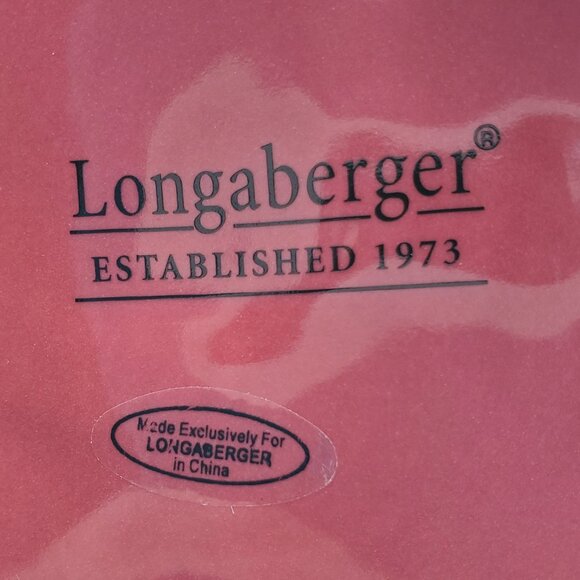 Longaberger®
ESTABLISHED 1973
Made Exclusively For
LONGABERGER
in China